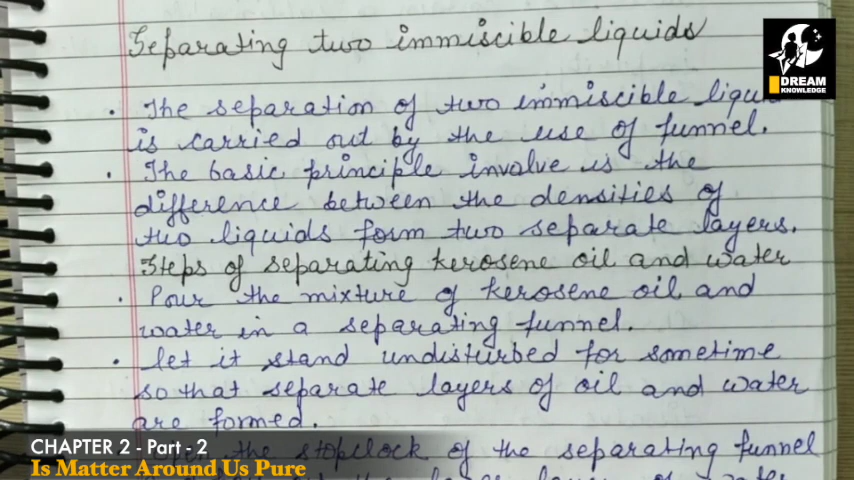 Separating two immiscible liquids
DREAM
KNOWLEDGE
. The separation of two immiscible liquid
is carried out by the use of funnel.
. The basic principle involve is the
difference between the densities of
two liquids form two separate layers.
Steps of separating kerosene oil and water
. Pour the mixture of kerosene oil and
water in a separating funnel.
. let it stand undisturbed for sometime
so that separate layers of oil and water
are formed.
. Open the stopclock of the separating funnel
CHAPTER 2 - Part - 2
Is Matter Around Us Pure
water